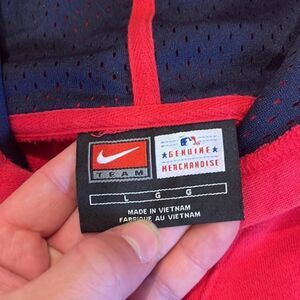 TEAM
GENUINE
MERCHANDISE
L G G
MADE IN VIETNAM
FABRIQUÉ AU VIETNAM